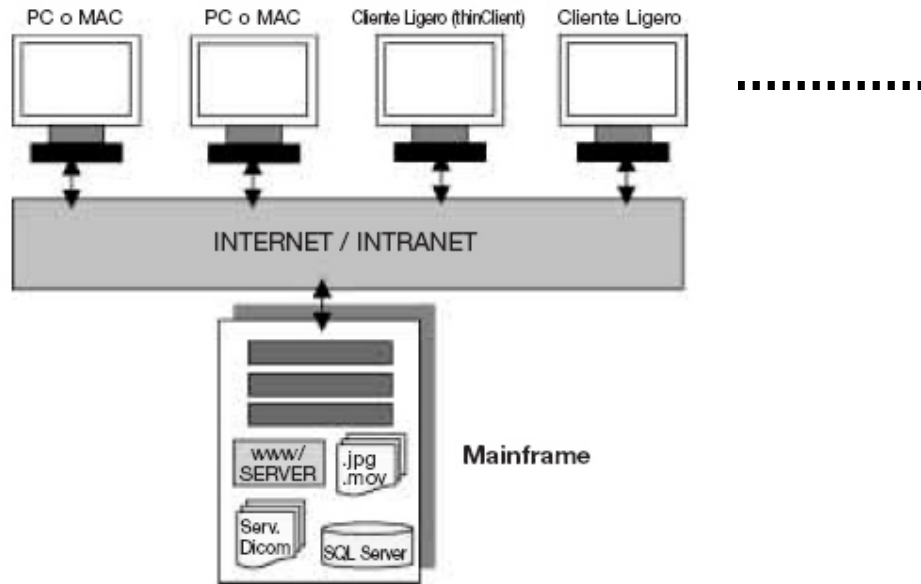 PC o MAC
PC o MAC
Cliente Ligero (thinClient)
Cliente Ligero
INTERNET / INTRANET
www/
SERVER
.jpg
.mov
Mainframe
Serv.
Dicom
SQL Server